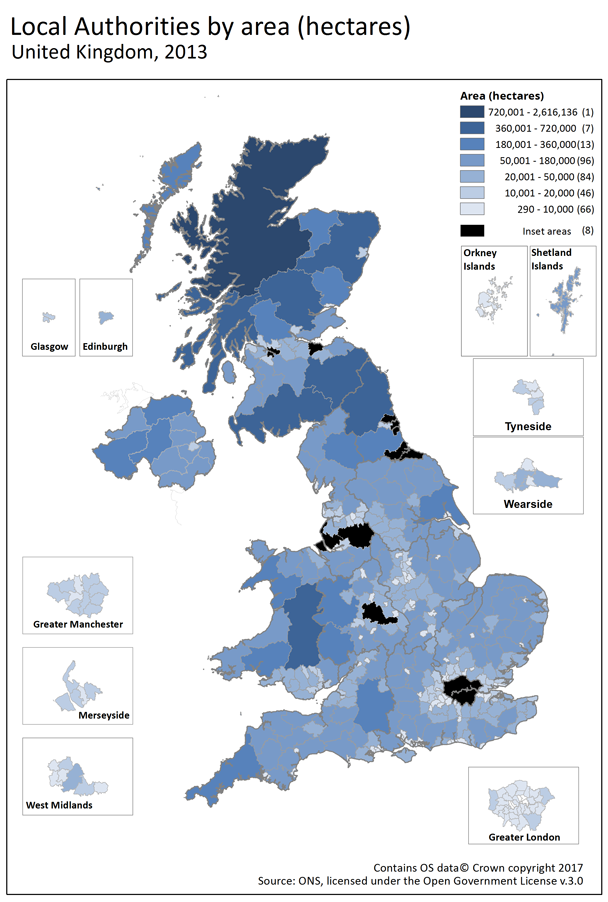 Local Authorities by area (hectares)
United Kingdom, 2013
Area (hectares)
720,001 - 2,616,136 (1)
360,001 - 720,000 (7)
180,001 - 360,000(13)
50,001 - 180,000(96)
20,001 - 50,000 (84)
10,001 - 20,000 (46)
290 - 10,000 (66)
Inset areas (8)
Orkney
Islands
Shetland
Islands
Glasgow
Edinburgh
Tyneside
Wearside
Greater Manchester
Merseyside
West Midlands
Greater London
Contains OS data© Crown copyright 2017
Source: ONS, licensed under the Open Government License v.3.0